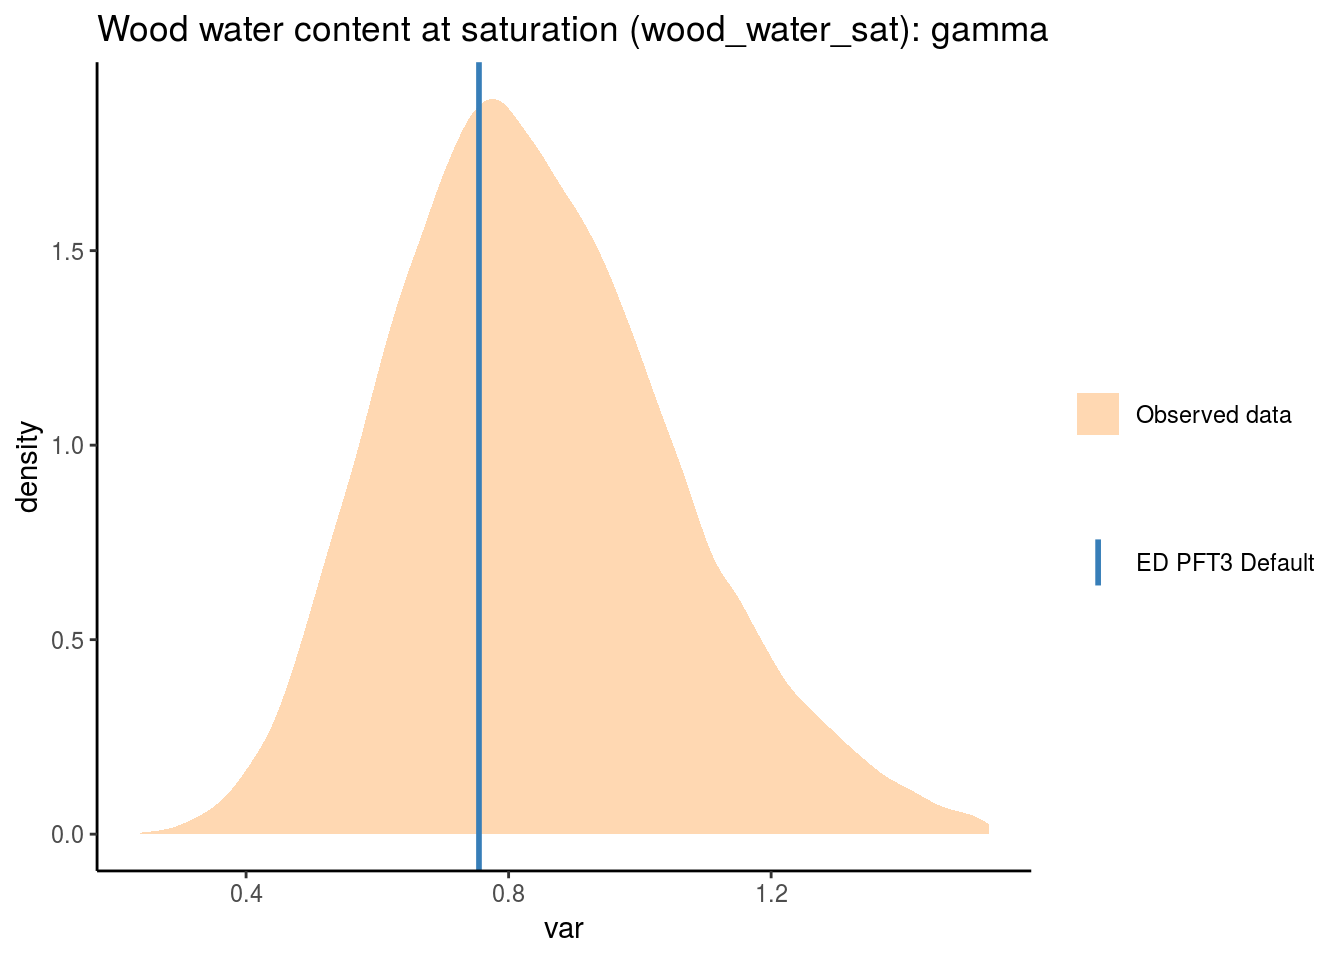 Wood water content at saturation (wood_water_sat): gamma
1.5
1.0
0.5
0.0
density
0.4
0.8
1.2
var
Observed data
ED PFT3 Default